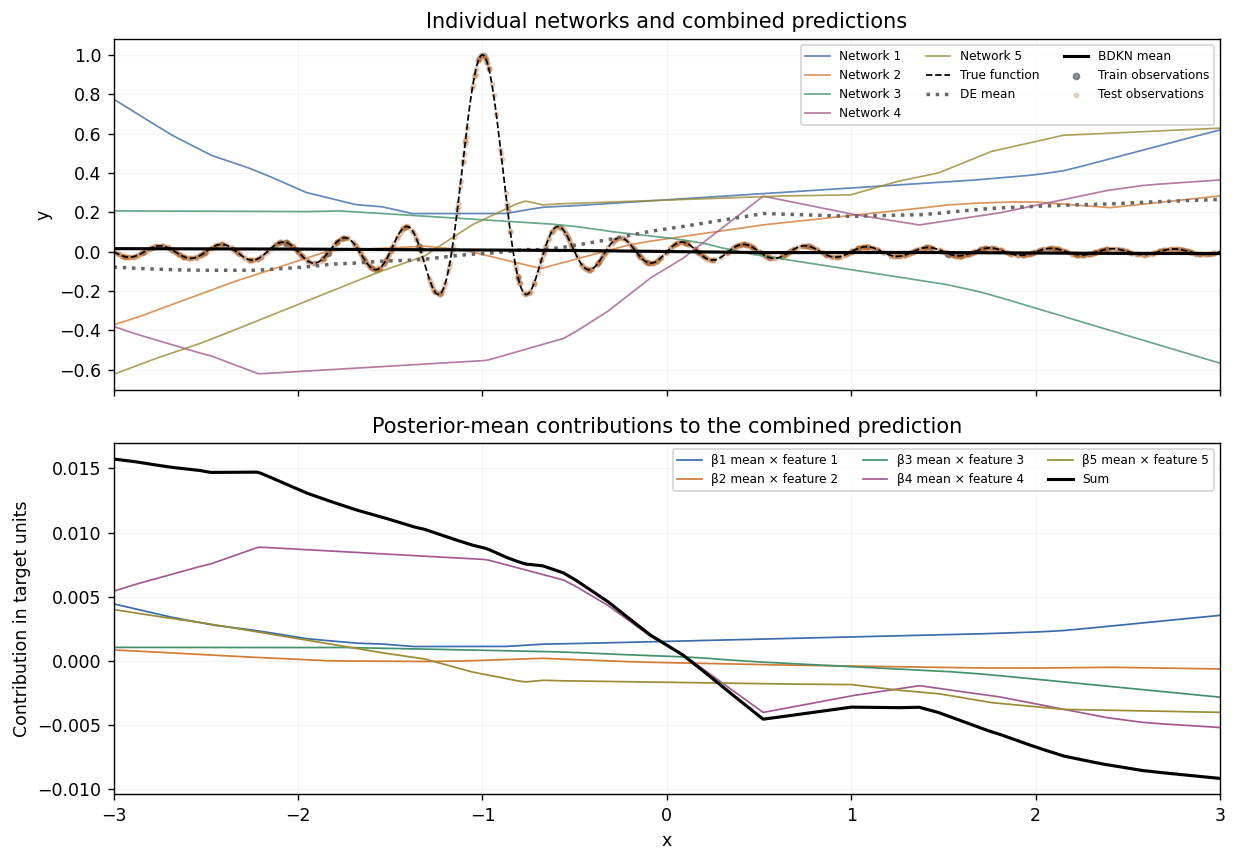 Individual networks and combined predictions
y
1.0
0.8
0.6
0.4
0.2
0.0
−0.2
−0.4
−0.6
Network 1
Network 2
Network 3
Network 4
Network 5
True function
DE mean
BDKN mean
Train observations
Test observations
Posterior-mean contributions to the combined prediction
Contribution in target units
0.015
0.010
0.005
0.000
−0.005
−0.010
β1 mean × feature 1
β2 mean × feature 2
β3 mean × feature 3
β4 mean × feature 4
β5 mean × feature 5
Sum
−3 −2 −1 0 1 2 3
x